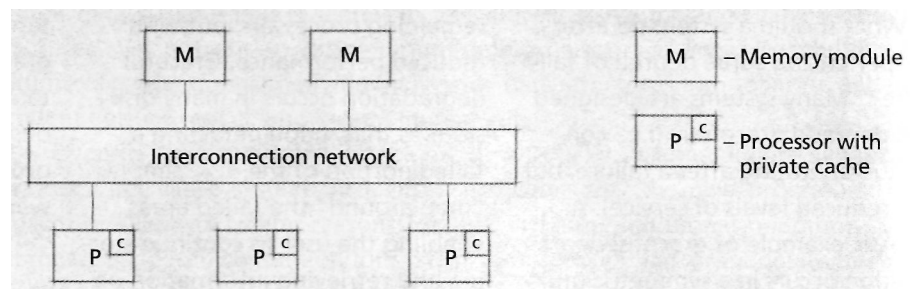 M
M
M – Memory module
Interconnection network
P C – Processor with
private cache
P C
P C
P C